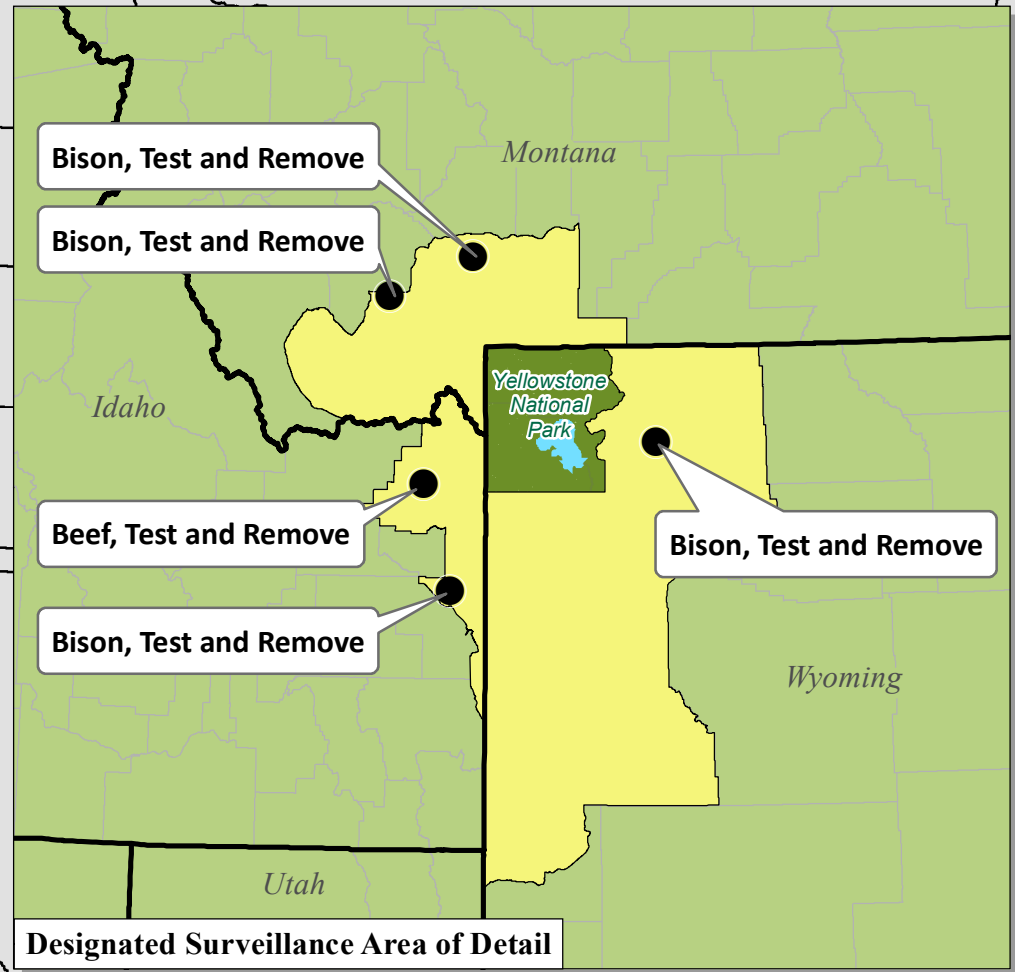 Bison, Test and Remove
Montana
Bison, Test and Remove
Yellowstone
National
Park
Idaho
Beef, Test and Remove
Bison, Test and Remove
Bison, Test and Remove
Wyoming
Utah
Designated Surveillance Area of Detail